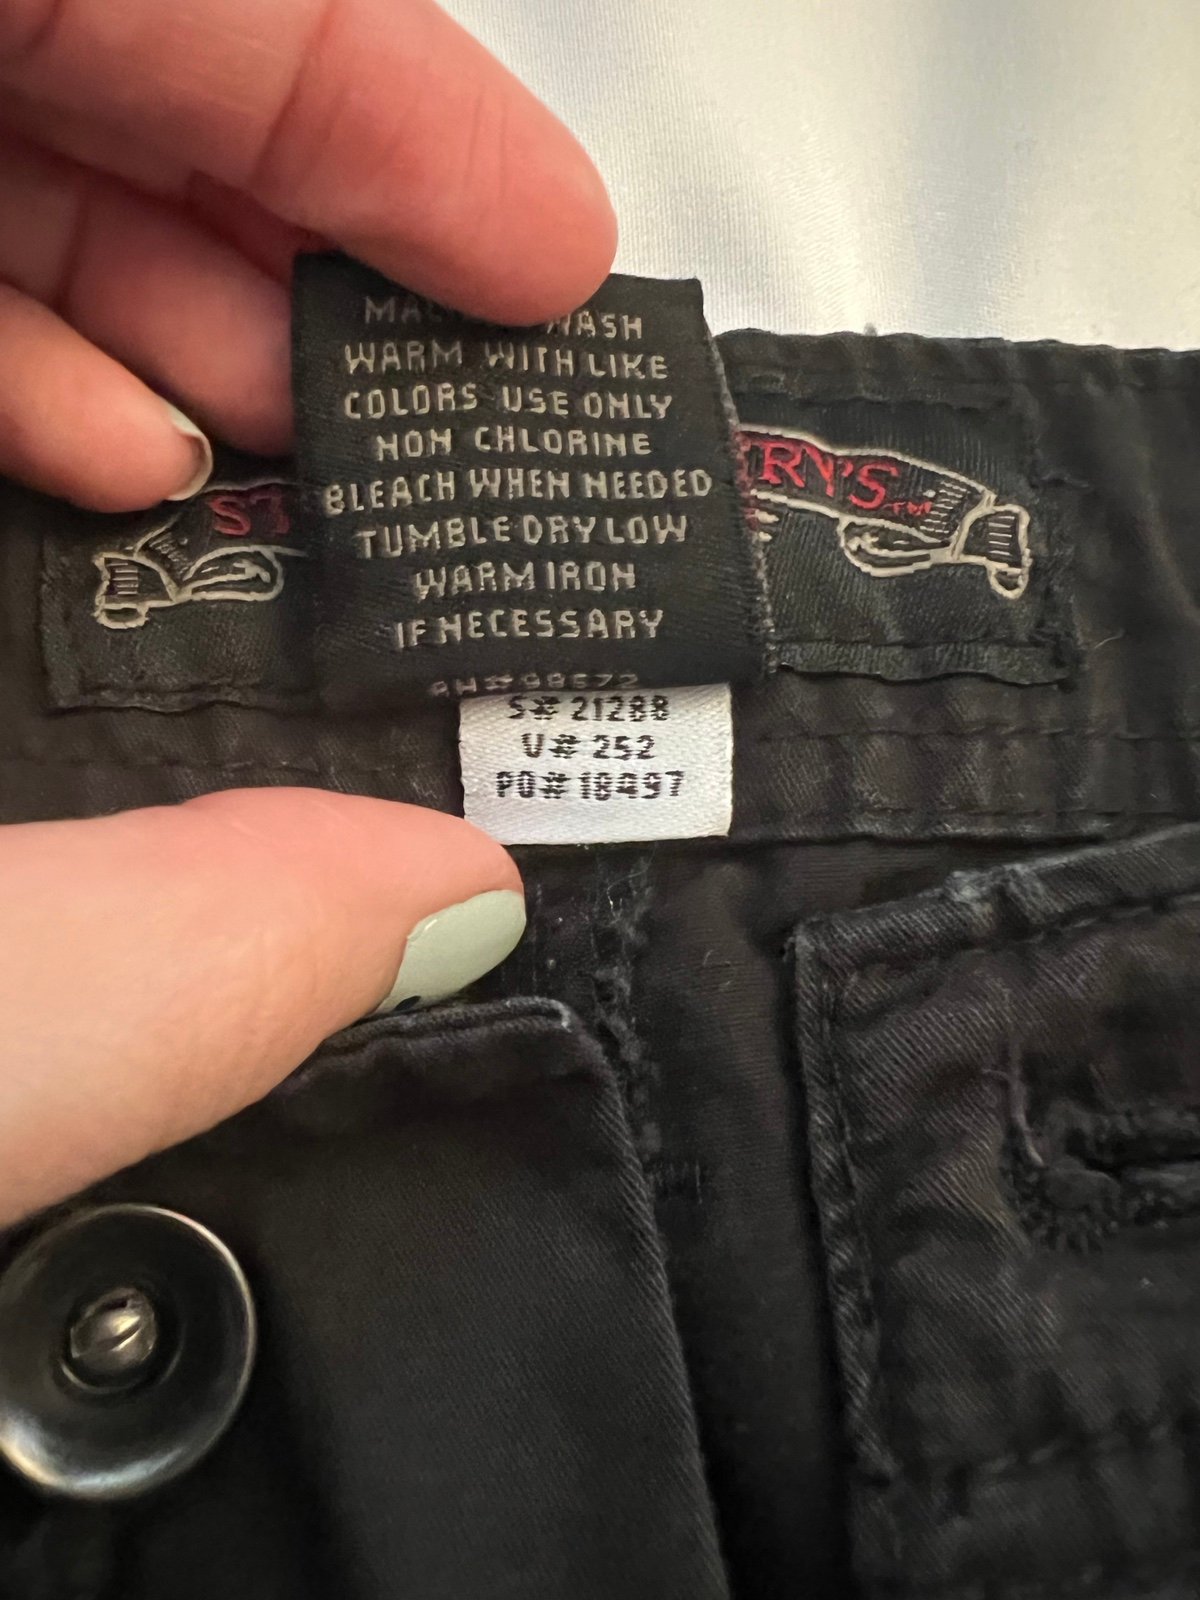 WASH
WARM WITH LIKE
COLORS USE ONLY
NON CHLORINE
BLEACH WHEN NEEDED
TUMBLE DRY LOW
WARM IRON
IF NECESSARY
S# 21288
V# 252
PO# 18497